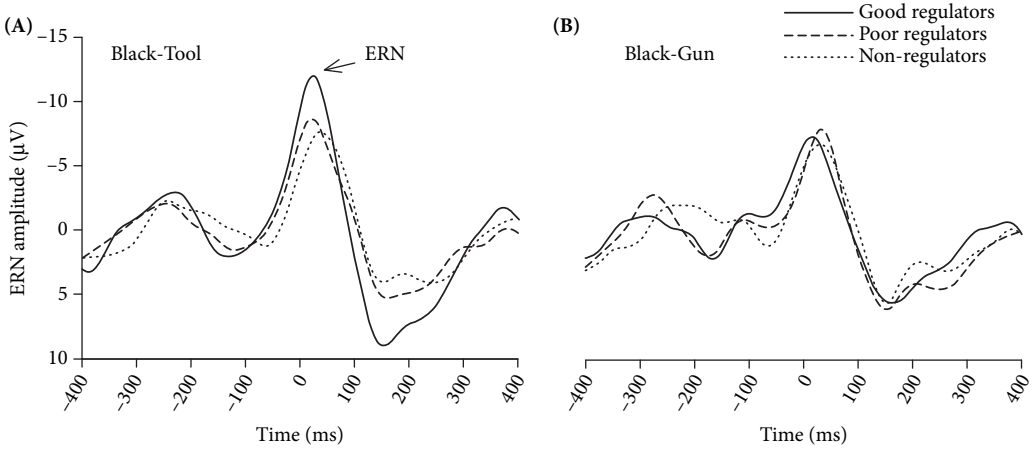 (A)
Black-Tool
ERN
ERN amplitude (µV)
−15
−10
−5
0
5
10
−400
−300
−200
−100
0
100
200
300
400
Time (ms)
(B)
Black-Gun
Good regulators
Poor regulators
Non-regulators
−400
−300
−200
−100
0
100
200
300
400
Time (ms)